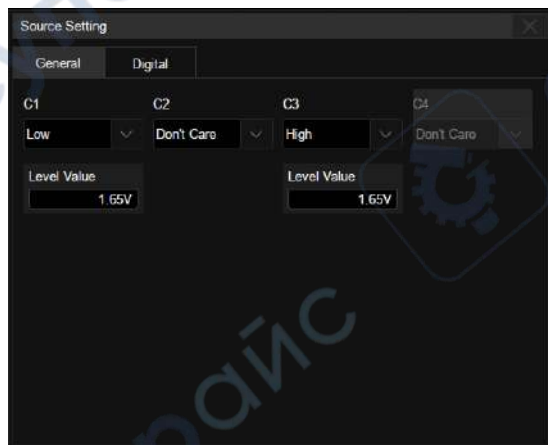 Source Setting
General Digital
C1 C2 C3 C4
Low Don't Care High Don't Care
Level Value Level Value
1.65V 1.65V